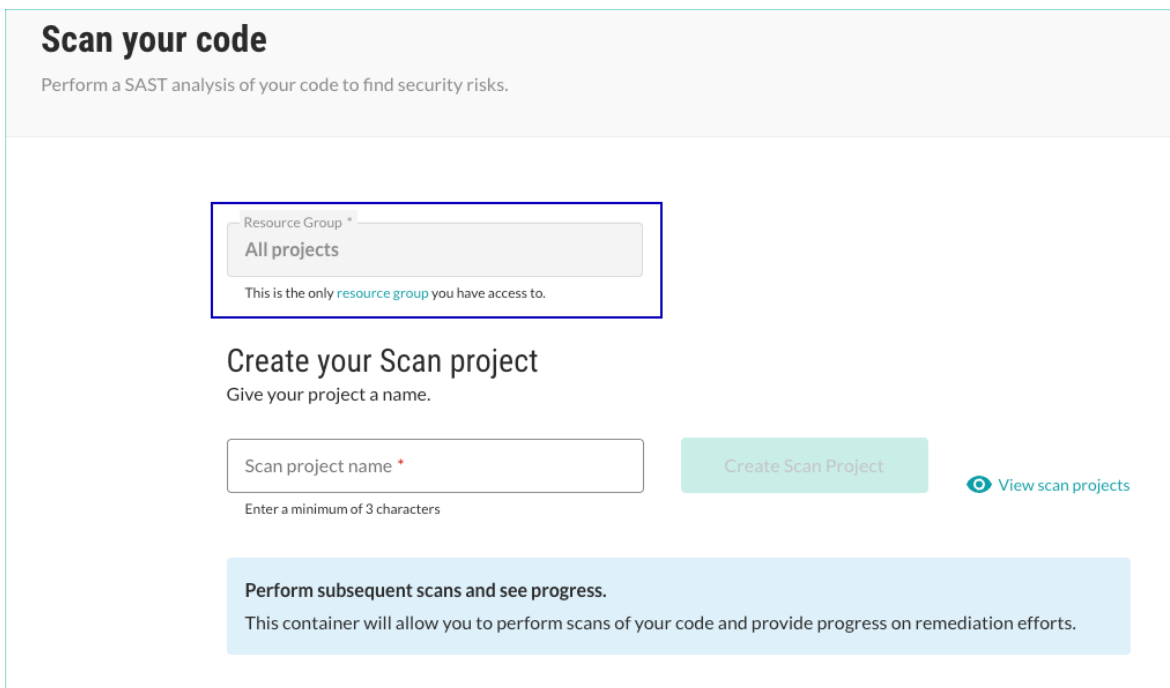 Scan your code
Perform a SAST analysis of your code to find security risks.
Resource Group *
All projects
This is the only resource group you have access to.
Create your Scan project
Give your project a name.
Scan project name *
Create Scan Project
View scan projects
Enter a minimum of 3 characters
Perform subsequent scans and see progress.
This container will allow you to perform scans of your code and provide progress on remediation efforts.